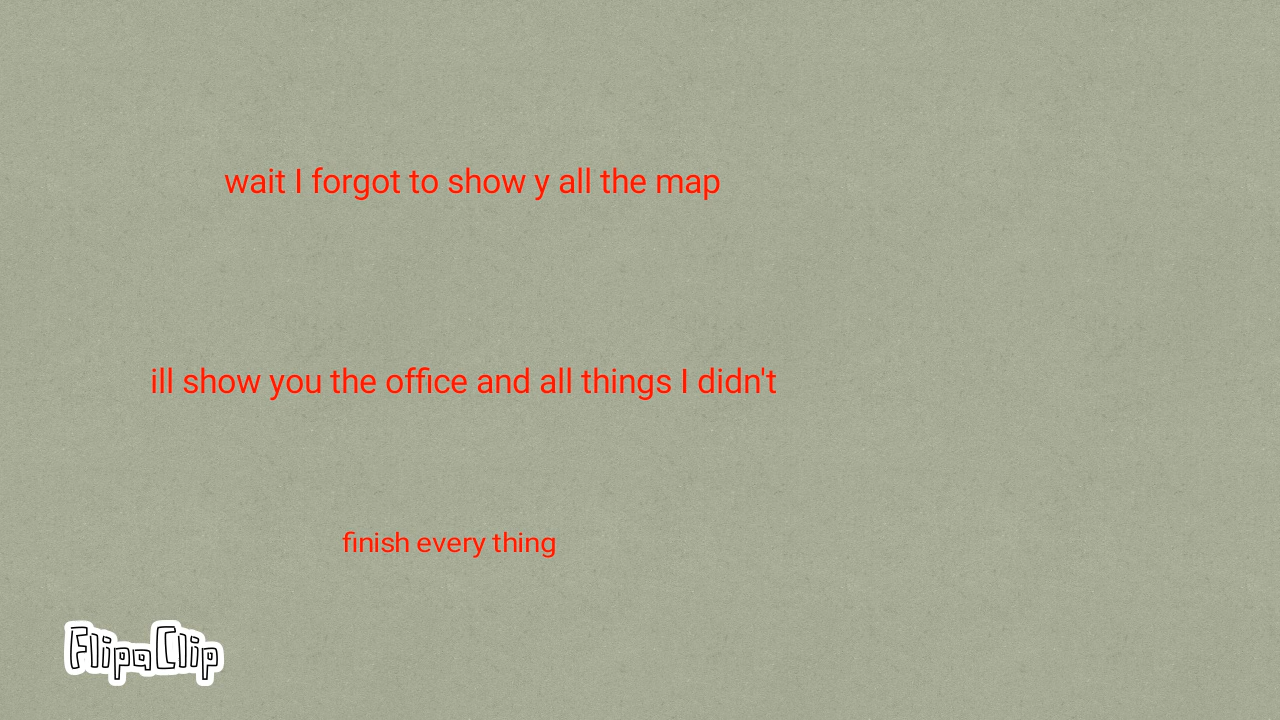 wait I forgot to show y all the map
ill show you the office and all things I didn't
finish every thing
FlipaClip